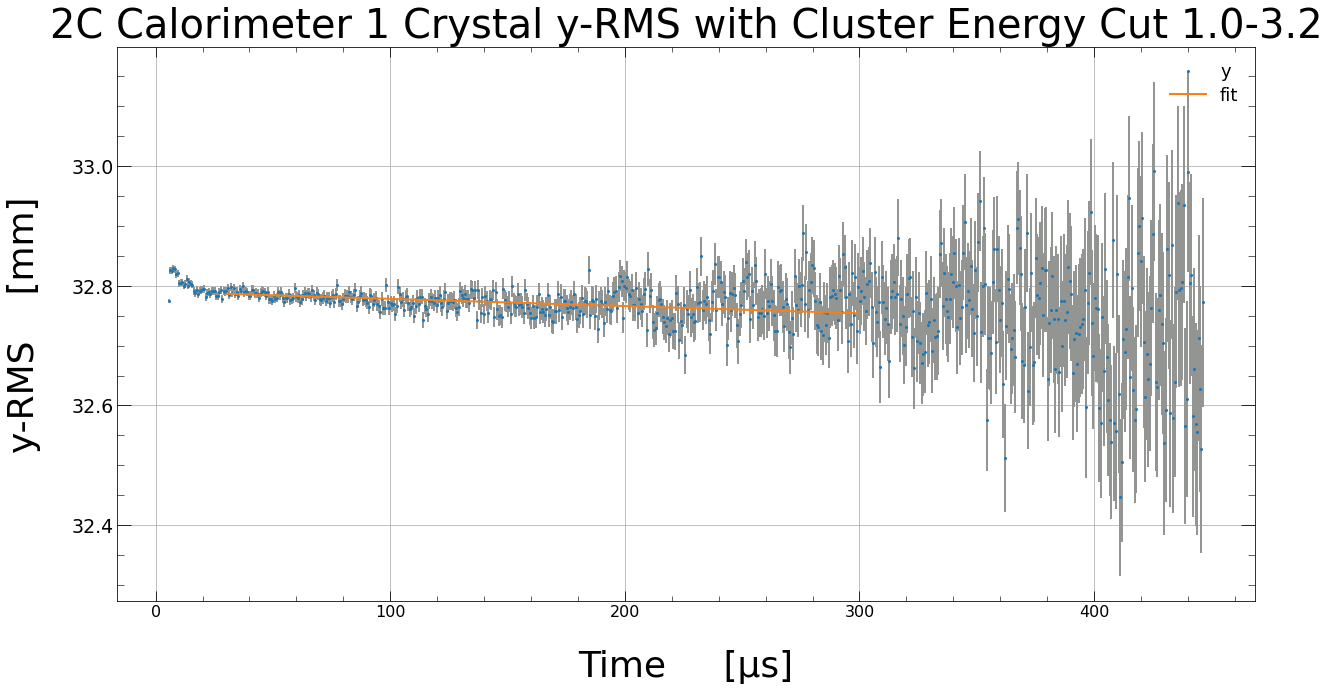 2C Calorimeter 1 Crystal y-RMS with Cluster Energy Cut 1.0-3.2
y
fit
33.0
32.8
32.6
32.4
y-RMS [mm]
0 100 200 300 400
Time [µs]